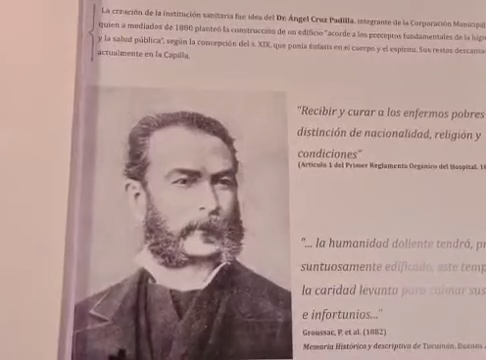 La creación de la institución sanitaria fue idea del Dr. Ángel Cruz Padilla, integrante de la Corporación Municipal
quien a mediados de 1880 planteó la construcción de un edificio "acorde a los preceptos fundamentales de la
y la salud pública", según la concepción del s. XIX, que ponía énfasis en el cuerpo y el espíritu. Sus restos
actualmente en la Capilla.
"Recibir y curar a los enfermos pobres
distinción de nacionalidad, religión y
condiciones"
(Artículo 1 del Primer Reglamento Orgánico del Hospital,
"... la humanidad doliente tendrá,
suntuosamente edificado, este
la caridad levanta para calmar sus
e infortunios..."
Groussac, P. et al. (1882)
Memoria Histórica y descriptiva de Tucumán. Buenos